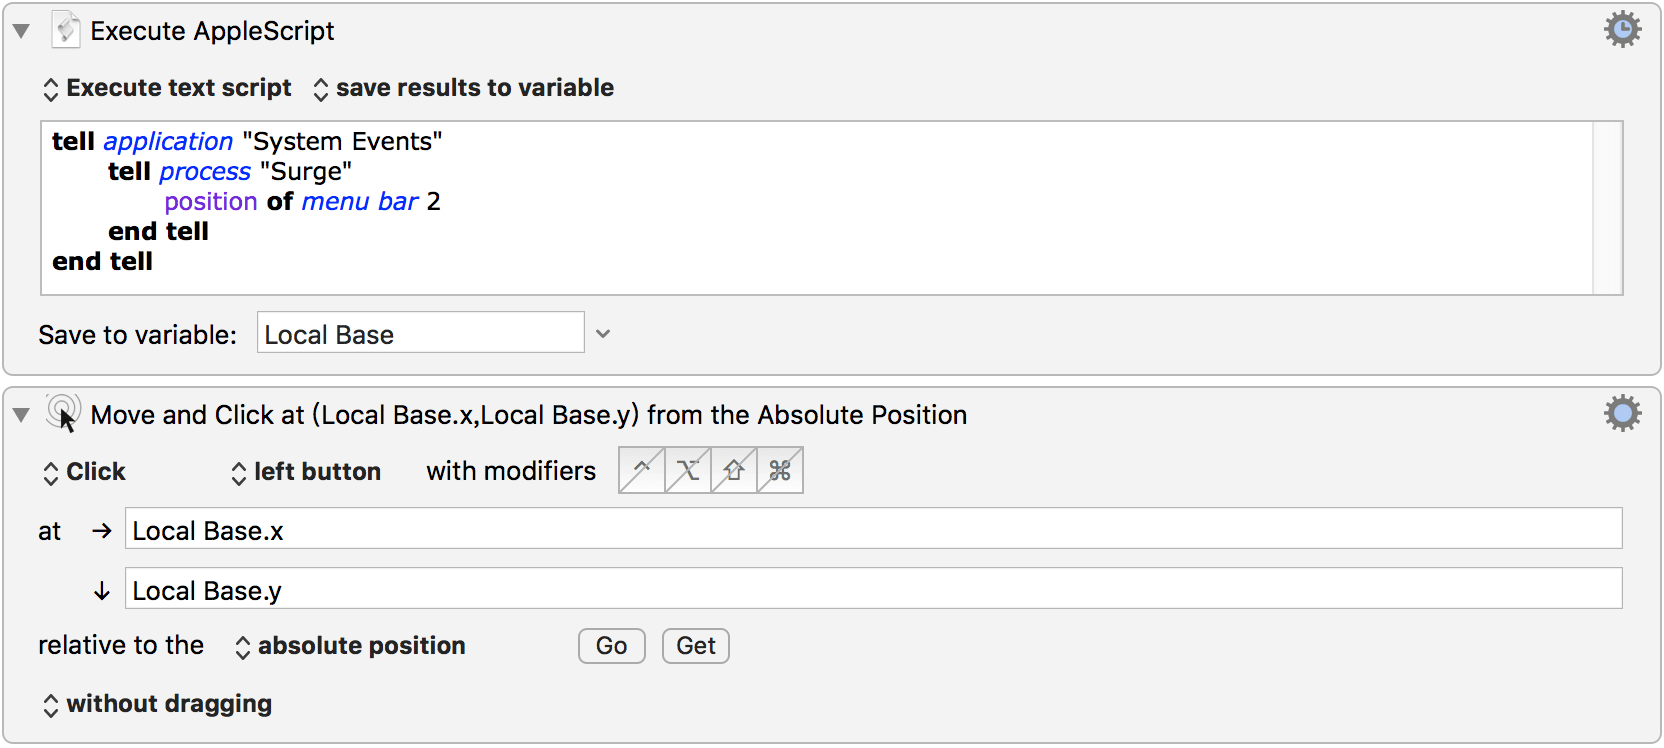 Execute AppleScript
Execute text script save results to variable
tell application "System Events"
tell process "Surge"
position of menu bar 2
end tell
end tell
Save to variable: Local Base
Move and Click at (Local Base.x,Local Base.y) from the Absolute Position
Click left button with modifiers ^ ⌥ ⇧ ⌘
at → Local Base.x
↓ Local Base.y
relative to the absolute position Go Get
without dragging